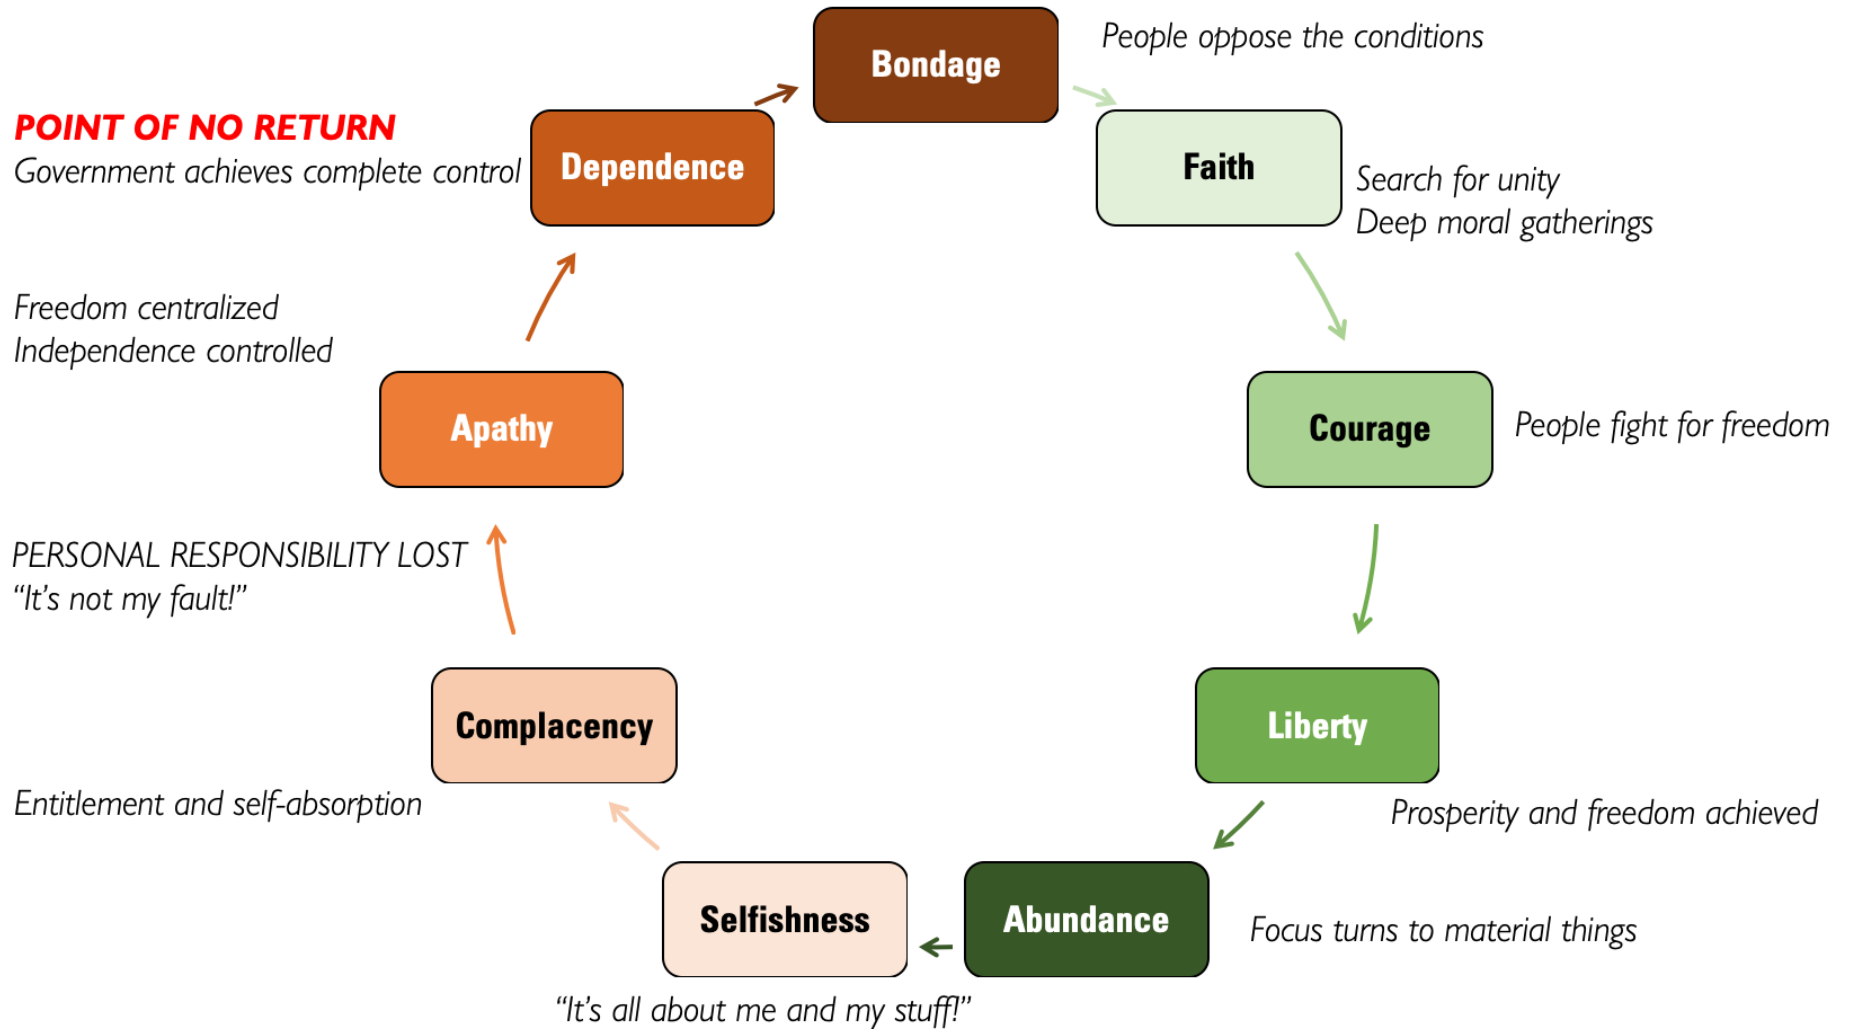 Bondage
People oppose the conditions
Faith
Search for unity
Deep moral gatherings
Courage
People fight for freedom
Liberty
Prosperity and freedom achieved
Abundance
Focus turns to material things
Selfishness
“It’s all about me and my stuff!”
Complacency
Entitlement and self-absorption
Apathy
PERSONAL RESPONSIBILITY LOST
“It’s not my fault!”
Dependence
Freedom centralized
Independence controlled
POINT OF NO RETURN
Government achieves complete control